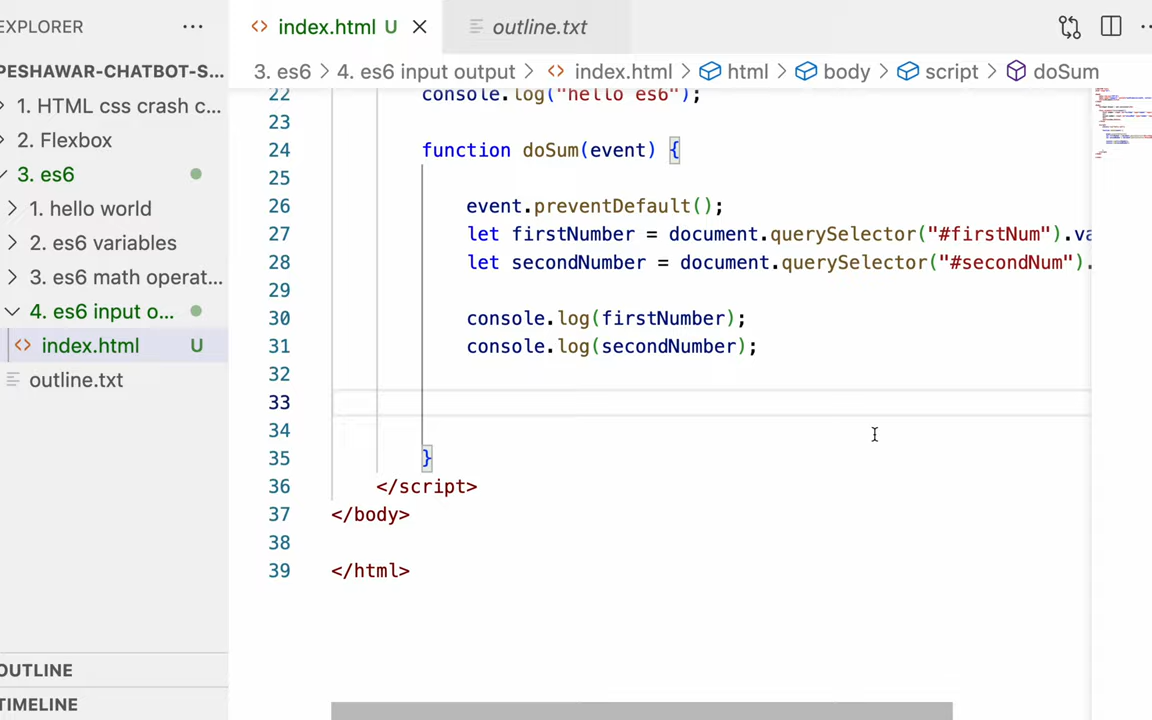 EXPLORER ...
index.html U
outline.txt
PESHAWAR-CHATBOT-S...
3. es6 > 4. es6 input output > index.html > html > body > script > doSum
1. HTML css crash c...
2. Flexbox
3. es6
1. hello world
2. es6 variables
3. es6 math operat...
4. es6 input o...
index.html U
outline.txt
OUTLINE
TIMELINE
22 console.log("hello es6");
23
24 function doSum(event) {
25
26 event.preventDefault();
27 let firstNumber = document.querySelector("#firstNum").va
28 let secondNumber = document.querySelector("#secondNum").
29
30 console.log(firstNumber);
31 console.log(secondNumber);
32
33
34
35 }
36 </script>
37 </body>
38
39 </html>